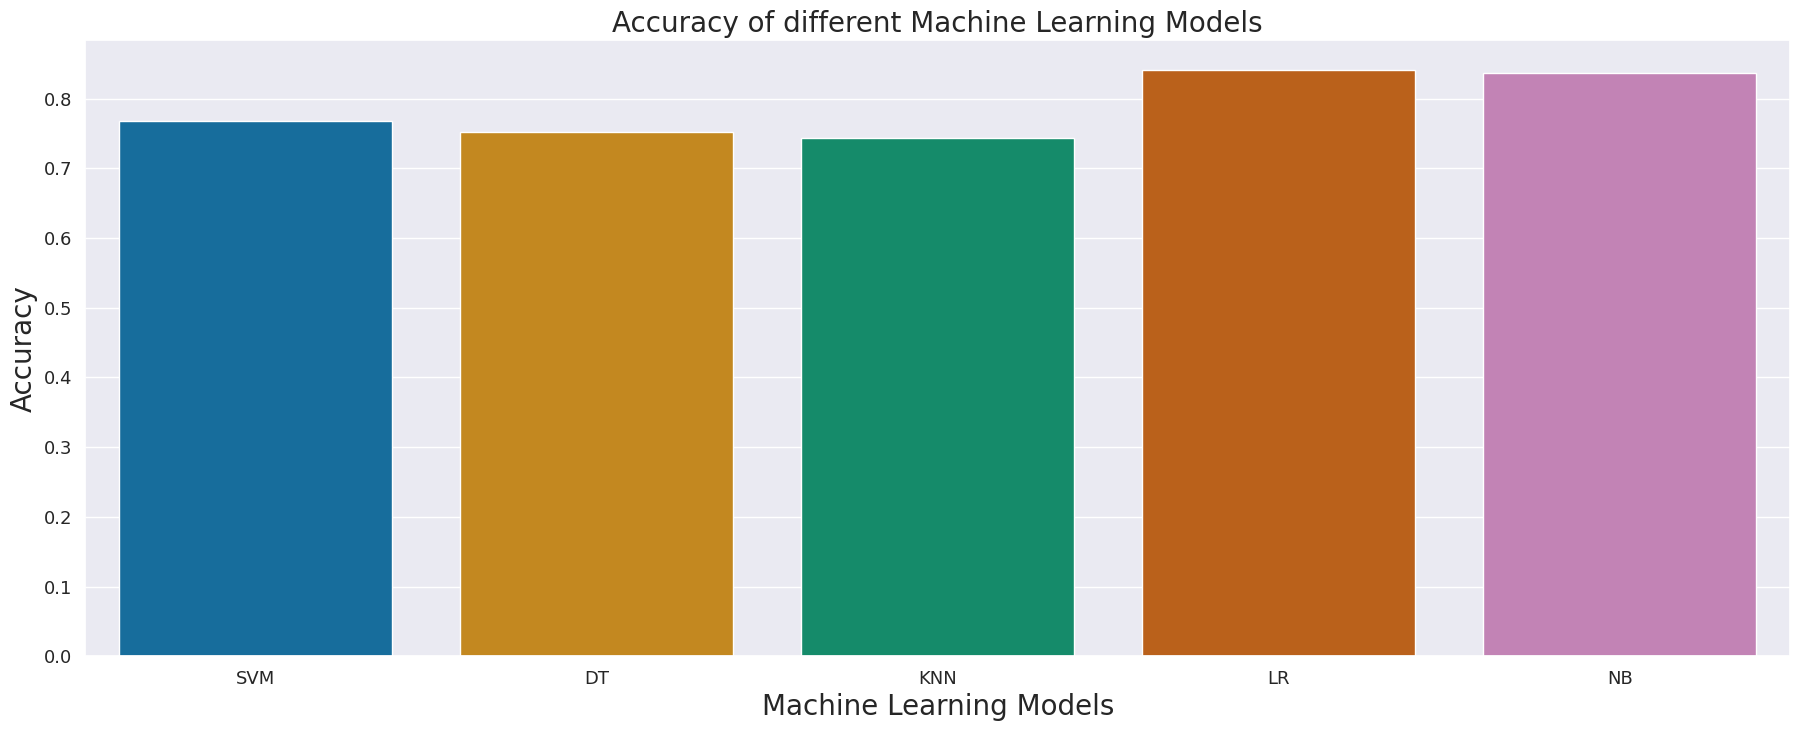 Accuracy of different Machine Learning Models
0.8
0.7
0.6
0.5
0.4
0.3
0.2
0.1
0.0
Accuracy
SVM DT KNN LR NB
Machine Learning Models